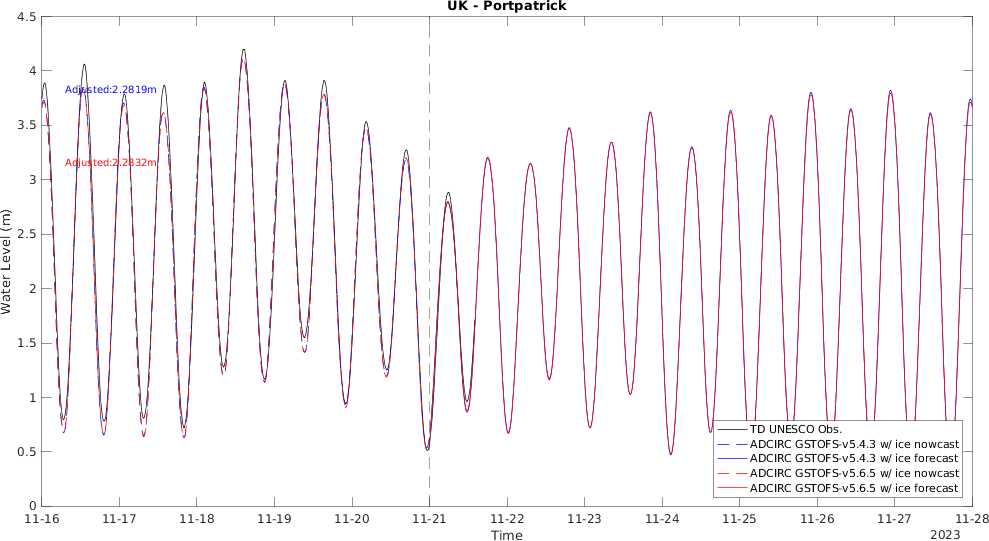 UK - Portpatrick
4.5
4
3.5
3
2.5
2
1.5
1
0.5
0
Water Level (m)
Adjusted:2.2819m
Adjusted:2.2832m
TD UNESCO Obs.
ADCIRC GSTOFS-v5.4.3 w/ ice nowcast
ADCIRC GSTOFS-v5.4.3 w/ ice forecast
ADCIRC GSTOFS-v5.6.5 w/ ice nowcast
ADCIRC GSTOFS-v5.6.5 w/ ice forecast
11-16 11-17 11-18 11-19 11-20 11-21 11-22 11-23 11-24 11-25 11-26 11-27 11-28
Time
2023